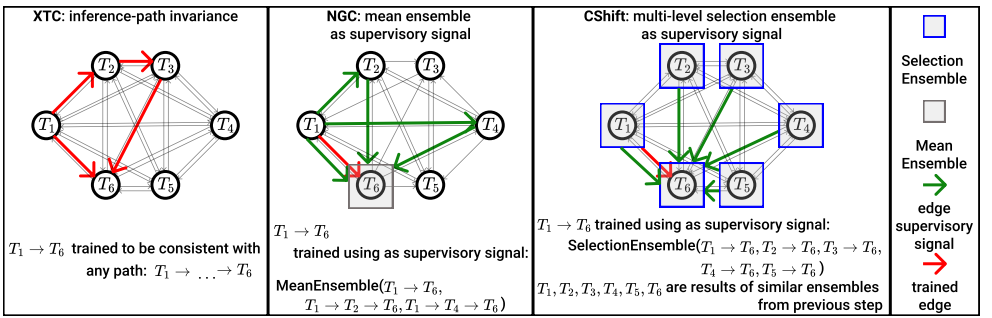 XTC: inference-path invariance
T₂
T₃
T₁
T₄
T₆
T₅
T₁ → T₆ trained to be consistent with
any path: T₁ → ... → T₆
NGC: mean ensemble
as supervisory signal
T₂
T₃
T₁
T₄
T₆
T₅
T₁ → T₆
trained using as supervisory signal:
MeanEnsemble(T₁ → T₆,
T₁ → T₂ → T₆, T₁ → T₄ → T₆)
CShift: multi-level selection ensemble
as supervisory signal
T₂
T₃
T₁
T₄
T₆
T₅
T₁ → T₆ trained using as supervisory signal:
SelectionEnsemble(T₁ → T₆, T₂ → T₆, T₃ → T₆,
T₄ → T₆, T₅ → T₆)
T₁, T₂, T₃, T₄, T₅, T₆ are results of similar ensembles
from previous step
Selection
Ensemble
Mean
Ensemble
edge
supervisory
signal
trained
edge